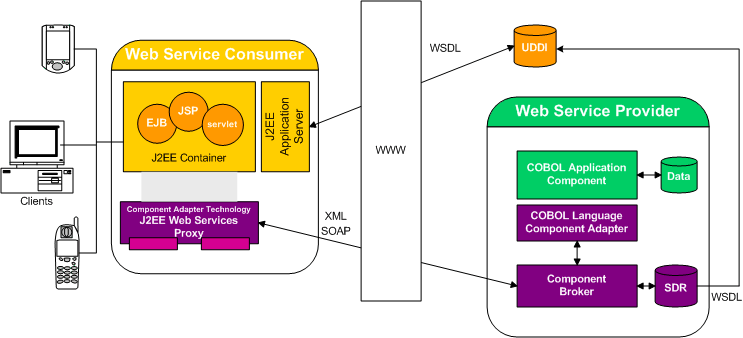 Web Service Consumer
EJB
JSP
servlet
J2EE Container
J2EE Application
Server
Component Adapter Technology
J2EE Web Services
Proxy
Clients
XML
SOAP
WWW
WSDL
UDDI
Web Service Provider
COBOL Application
Component
Data
COBOL Language
Component Adapter
Component
Broker
SDR
WSDL